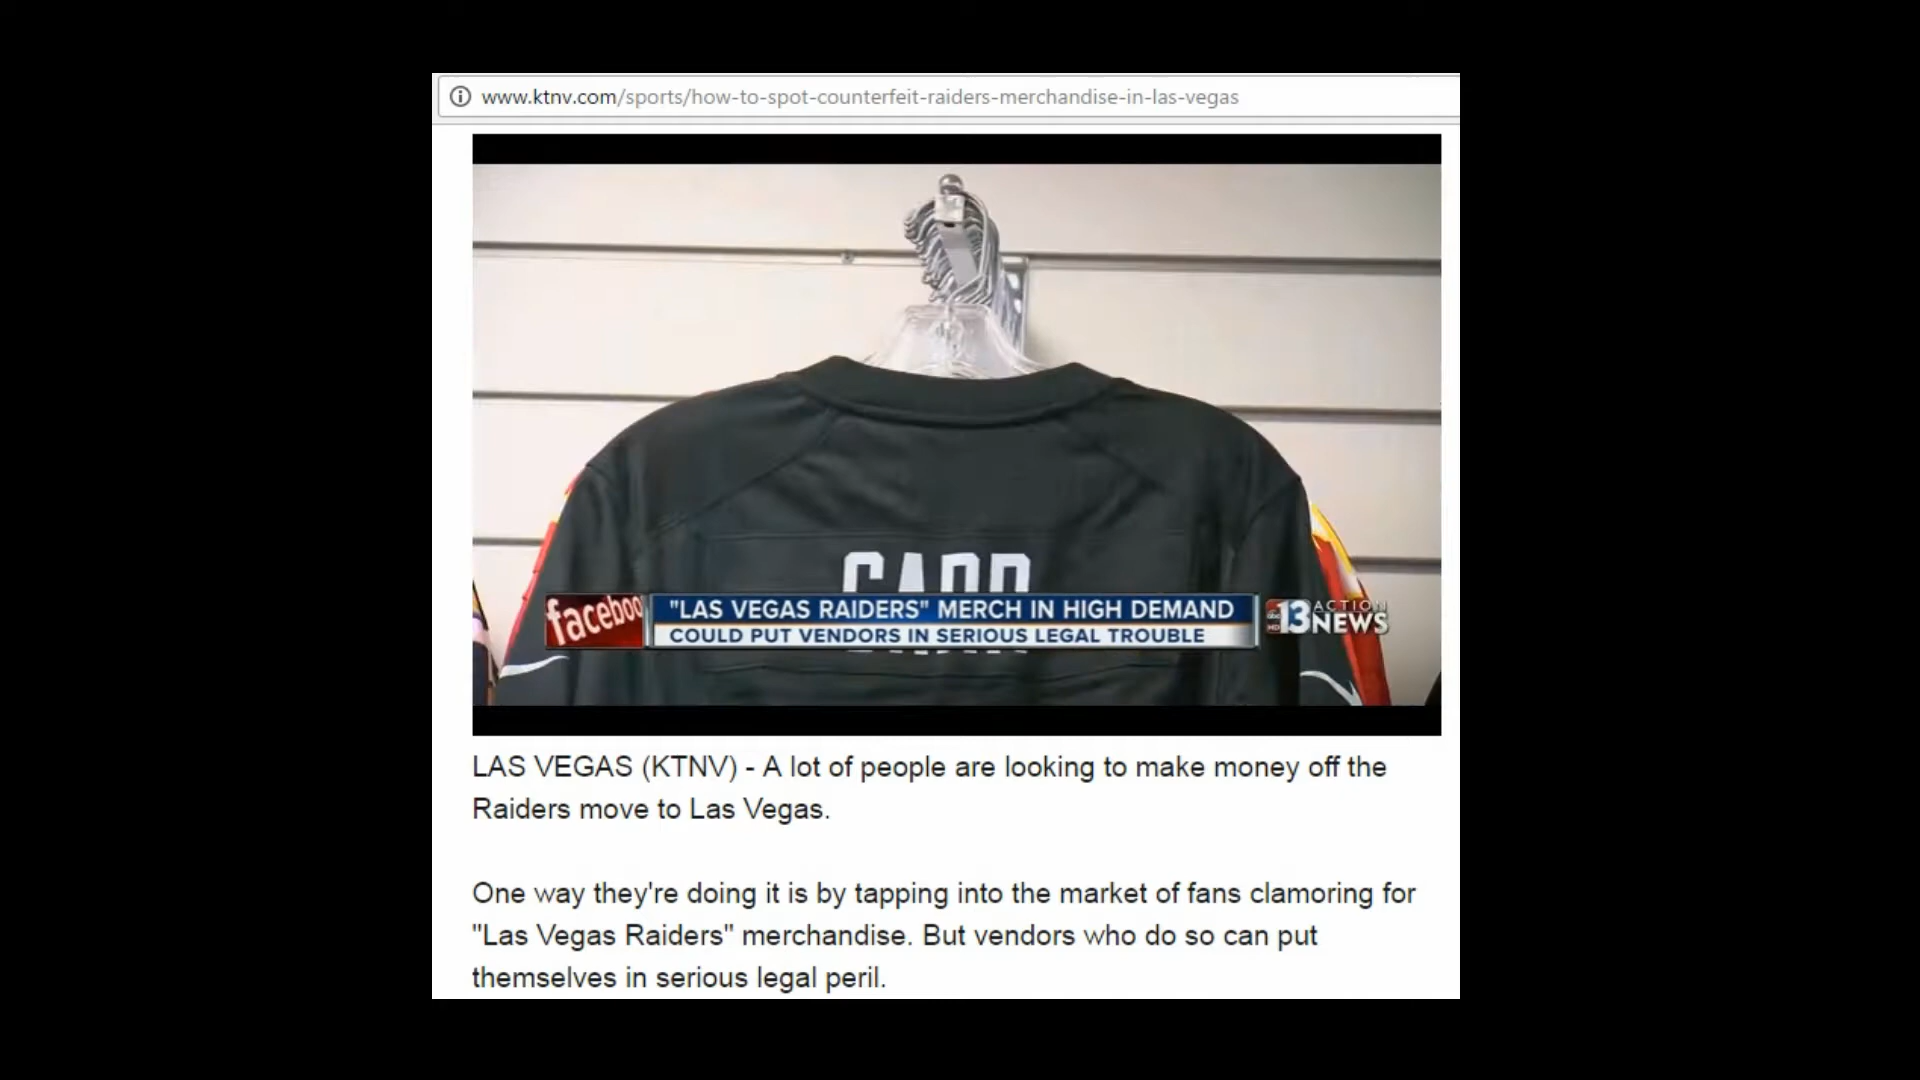 www.ktnv.com/sports/how-to-spot-counterfeit-raiders-merchandise-in-las-vegas
CARR
faceboo
"LAS VEGAS RAIDERS" MERCH IN HIGH DEMAND
COULD PUT VENDORS IN SERIOUS LEGAL TROUBLE
abc HD 13 ACTION NEWS
LAS VEGAS (KTNV) - A lot of people are looking to make money off the
Raiders move to Las Vegas.
One way they're doing it is by tapping into the market of fans clamoring for
"Las Vegas Raiders" merchandise. But vendors who do so can put
themselves in serious legal peril.